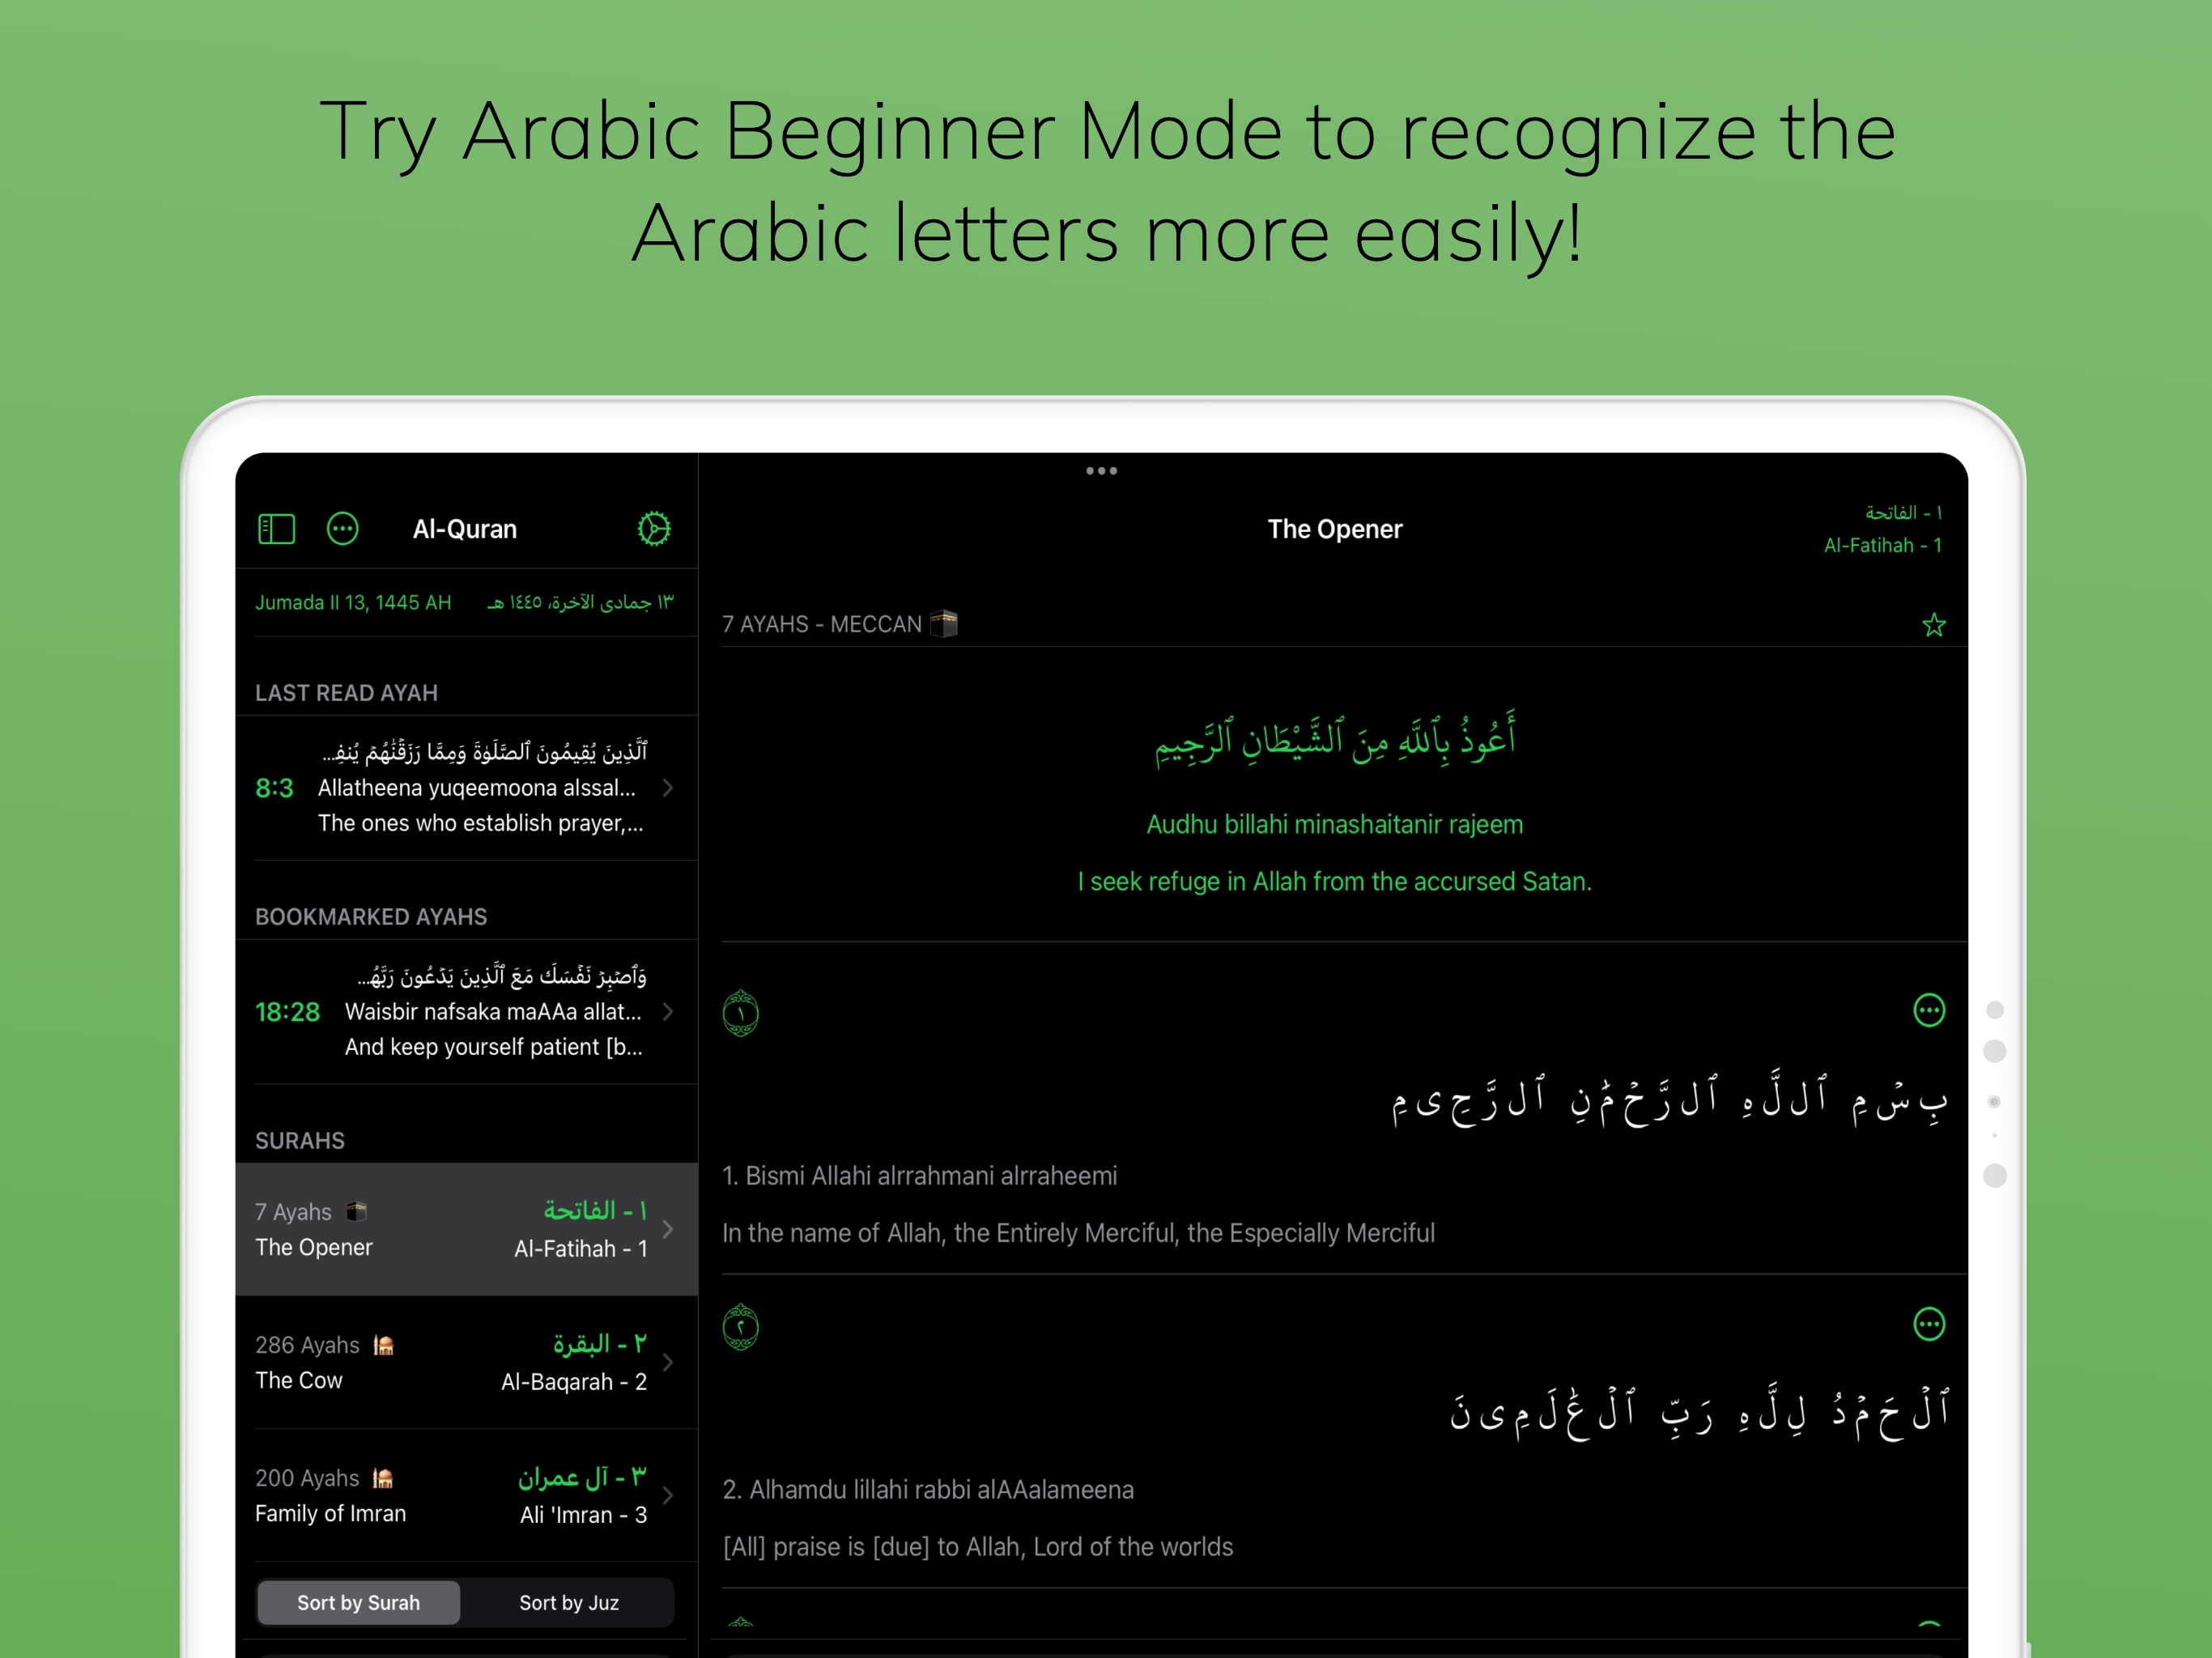 Try Arabic Beginner Mode to recognize the
Arabic letters more easily!
Al-Quran
Jumada II 13, 1445 AH
١٣ جمادى الآخرة، ١٤٤٥ هـ
LAST READ AYAH
8:3
ٱلَّذِينَ يُقِيمُونَ ٱلصَّلَوٰةَ وَمِمَّا رَزَقۡنَٰهُمۡ يُنفِ...
Allatheena yuqeemoona alssal...
The ones who establish prayer,...
BOOKMARKED AYAHS
18:28
وَٱصۡبِرۡ نَفۡسَكَ مَعَ ٱلَّذِينَ يَدۡعُونَ رَبَّهُ...
Waisbir nafsaka maAAa allat...
And keep yourself patient [b...
SURAHS
7 Ayahs
١ - الفاتحة
The Opener
Al-Fatihah - 1
286 Ayahs
٢ - البقرة
The Cow
Al-Baqarah - 2
200 Ayahs
٣ - آل عمران
Family of Imran
Ali 'Imran - 3
Sort by Surah
Sort by Juz
The Opener
١ - الفاتحة
Al-Fatihah - 1
7 AYAHS - MECCAN
أَعُوذُ بِٱللَّهِ مِنَ ٱلشَّيْطَانِ ٱلرَّجِيمِ
Audhu billahi minashaitanir rajeem
I seek refuge in Allah from the accursed Satan.
١
بِ سۡ مِ ٱ ل ل َّ هِ ٱ ل ر َّ حۡ مَٰ نِ ٱ ل ر َّ حِ ی مِ
1. Bismi Allahi alrrahmani alrraheemi
In the name of Allah, the Entirely Merciful, the Especially Merciful
٢
ٱ لۡ حَ مۡ دُ لِ ل َّ هِ رَ بِّ ٱ لۡ عَٰ لَ مِ ی نَ
2. Alhamdu lillahi rabbi alAAalameena
[All] praise is [due] to Allah, Lord of the worlds